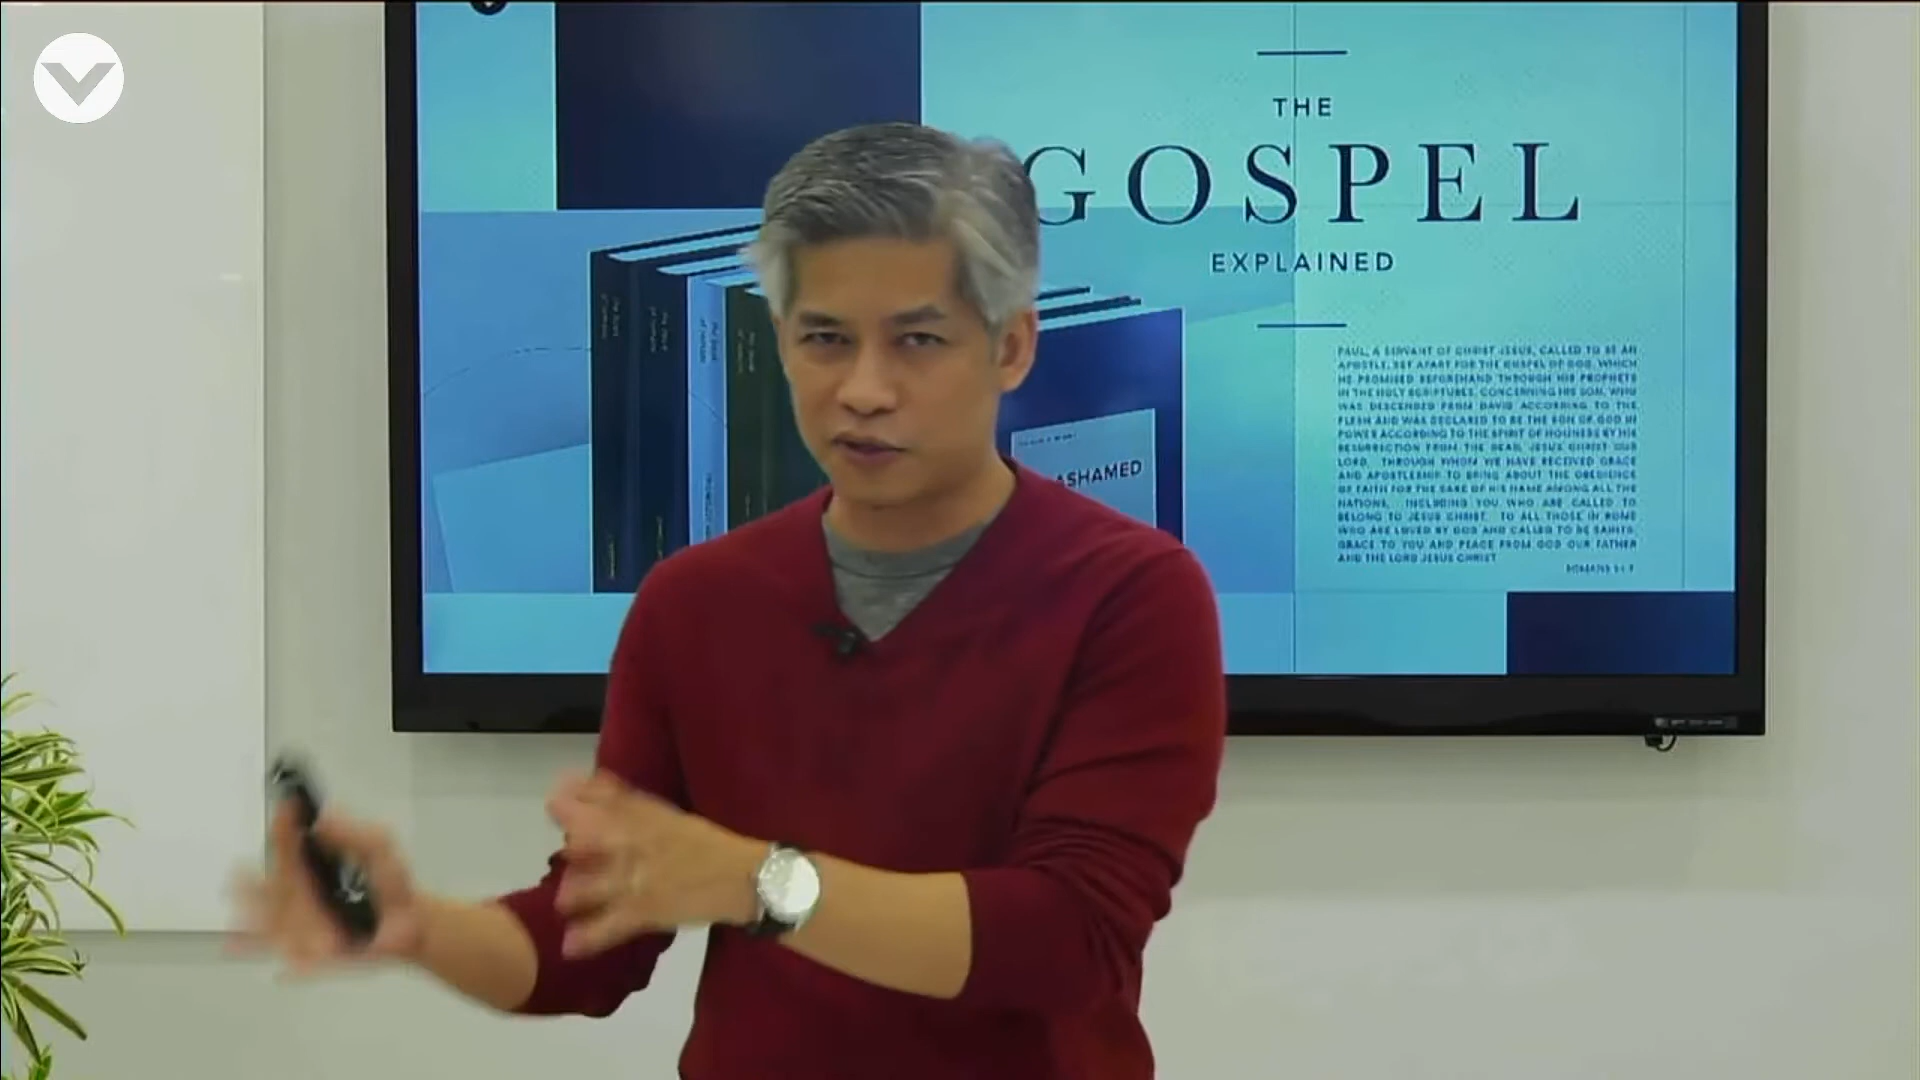 THE
GOSPEL
EXPLAINED
PAUL, A SERVANT OF CHRIST JESUS, CALLED TO BE AN
APOSTLE, SET APART FOR THE GOSPEL OF GOD, WHICH
HE PROMISED BEFOREHAND THROUGH HIS PROPHETS
IN THE HOLY SCRIPTURES, CONCERNING HIS SON, WHO
WAS DESCENDED FROM DAVID ACCORDING TO THE
FLESH AND WAS DECLARED TO BE THE SON OF GOD IN
POWER ACCORDING TO THE SPIRIT OF HOLINESS BY HIS
RESURRECTION FROM THE DEAD, JESUS CHRIST OUR
LORD, THROUGH WHOM WE HAVE RECEIVED GRACE
AND APOSTLESHIP TO BRING ABOUT THE OBEDIENCE
OF FAITH FOR THE SAKE OF HIS NAME AMONG ALL THE
NATIONS, INCLUDING YOU WHO ARE CALLED TO
BELONG TO JESUS CHRIST, TO ALL THOSE IN ROME
WHO ARE LOVED BY GOD AND CALLED TO BE SAINTS:
GRACE TO YOU AND PEACE FROM GOD OUR FATHER
AND THE LORD JESUS CHRIST
ROMANS 1:1-7
ASHAMED